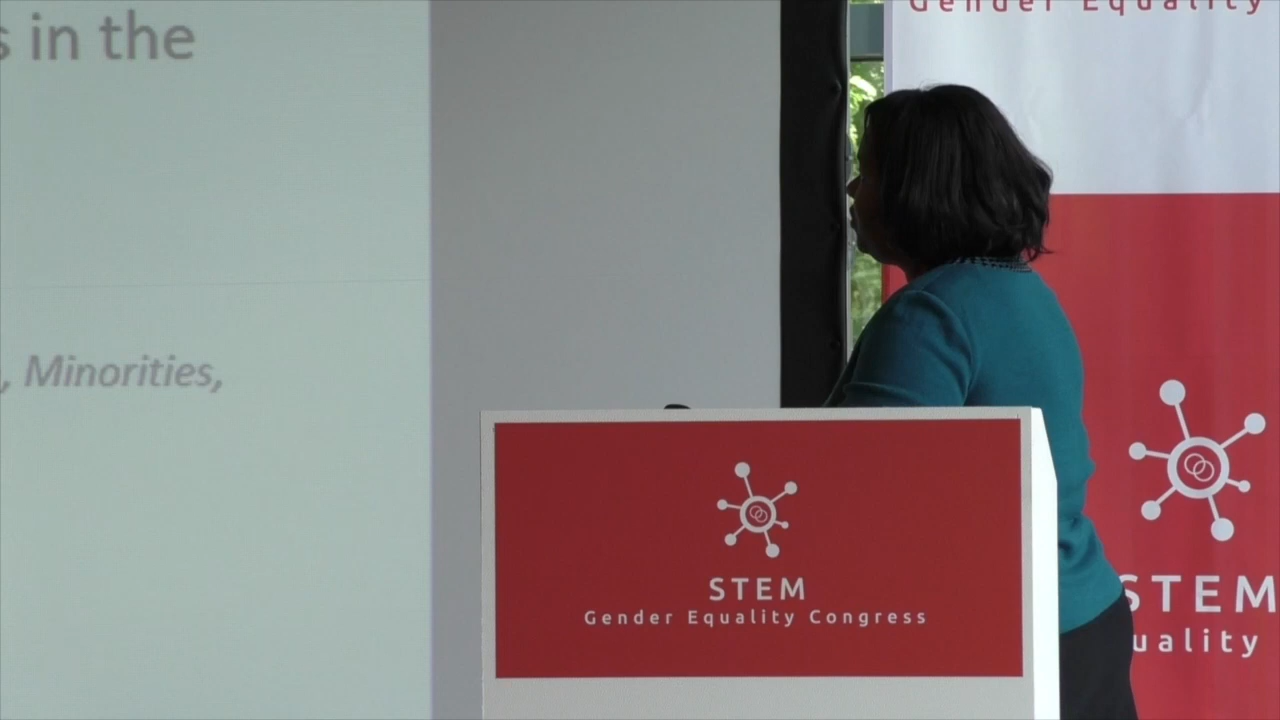 s in the
, Minorities,
STEM
Gender Equality Congress
Gender Equality
STEM
uality